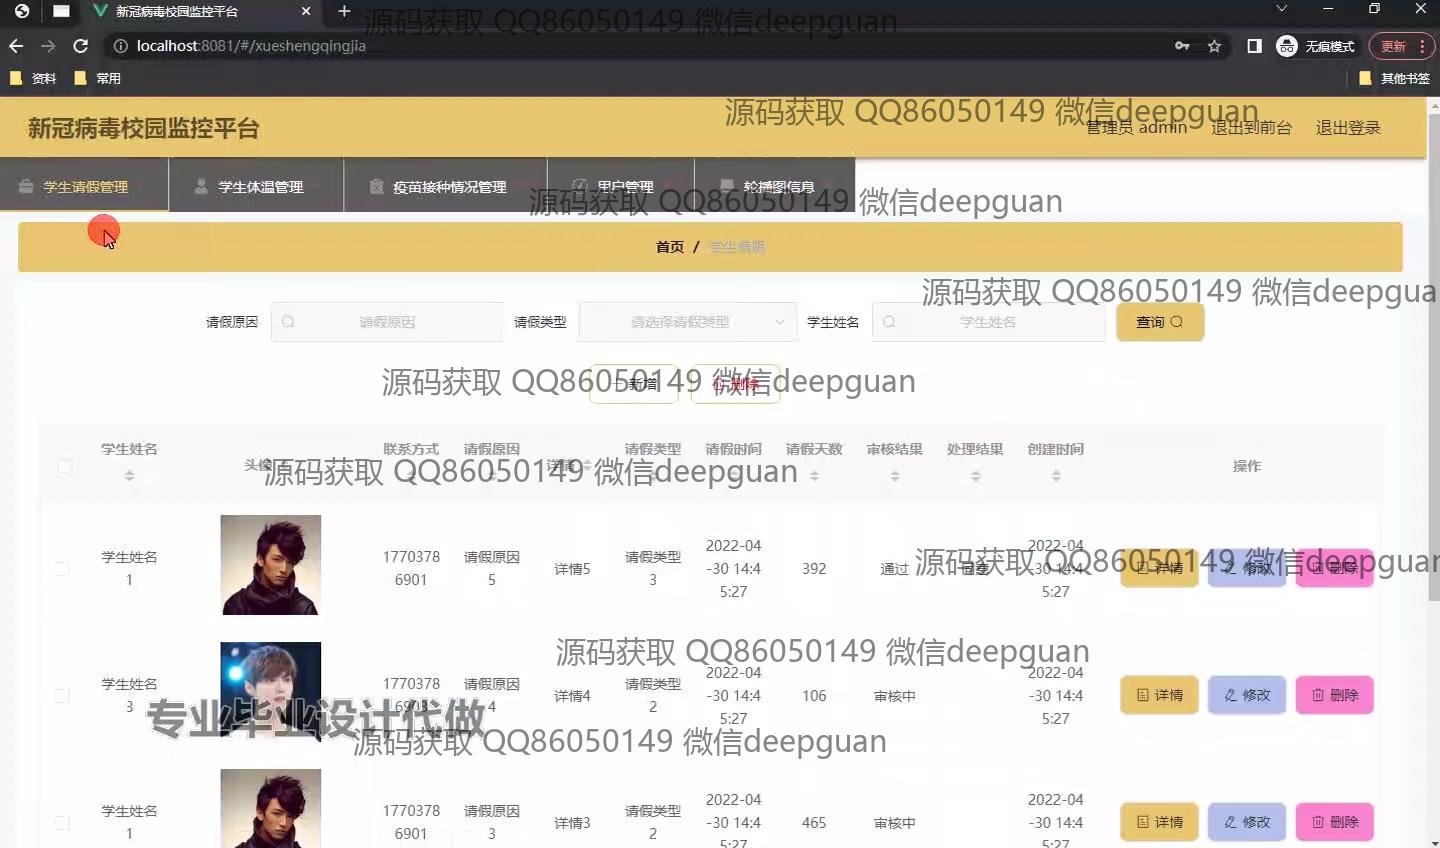 新冠病毒校园监控平台
源码获取 QQ86050149 微信deepguan
localhost:8081/#/xueshengqingjia
无痕模式
更新
资料
常用
其他书签
新冠病毒校园监控平台
源码获取 QQ86050149 微信deepguan
管理员 admin
退出到前台
退出登录
学生请假管理
学生体温管理
疫苗接种情况管理
用户管理
轮播图信息
源码获取 QQ86050149 微信deepguan
首页 / 学生请假
源码获取 QQ86050149 微信deepgua
请假原因
请假原因
请假类型
请选择请假类型
学生姓名
学生姓名
查询
新增
删除
源码获取 QQ86050149 微信deepguan
学生姓名
头像
联系方式
请假原因
详情
请假类型
请假时间
请假天数
审核结果
处理结果
创建时间
操作
源码获取 QQ86050149 微信deepguan
学生姓名
1
1770378
6901
请假原因
5
详情5
请假类型
3
2022-04
-30 14:4
5:27
392
通过
2022-04
-30 14:4
5:27
详情
修改
删除
源码获取 QQ86050149 微信deepguan
源码获取 QQ86050149 微信deepguan
学生姓名
3
1770378
6903
请假原因
4
详情4
请假类型
2
2022-04
-30 14:4
5:27
106
审核中
2022-04
-30 14:4
5:27
详情
修改
删除
专业毕业设计代做
源码获取 QQ86050149 微信deepguan
学生姓名
1
1770378
6901
请假原因
3
详情3
请假类型
2
2022-04
-30 14:4
5:27
465
审核中
2022-04
-30 14:4
5:27
详情
修改
删除